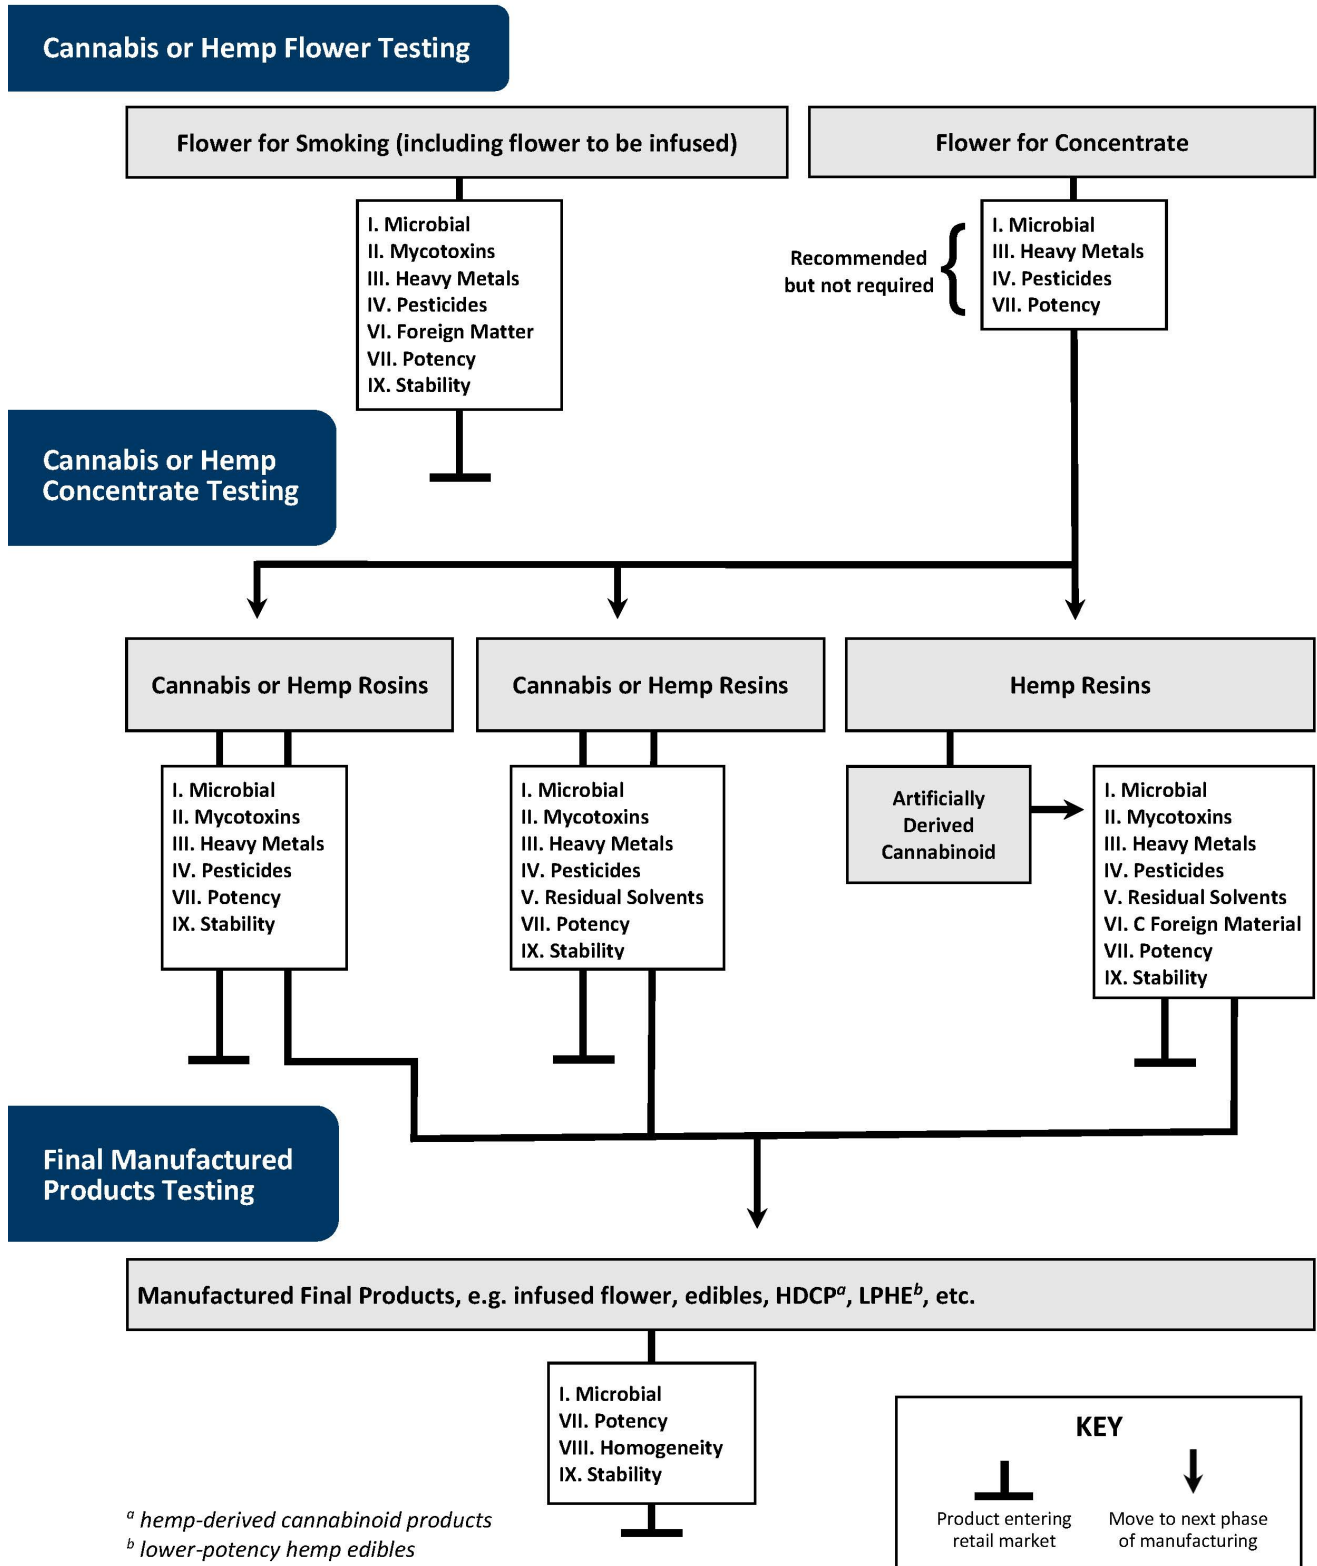 Cannabis or Hemp Flower Testing
Flower for Smoking (including flower to be infused)
I. Microbial
II. Mycotoxins
III. Heavy Metals
IV. Pesticides
VI. Foreign Matter
VII. Potency
IX. Stability
Flower for Concentrate
Recommended
but not required
I. Microbial
III. Heavy Metals
IV. Pesticides
VII. Potency
Cannabis or Hemp
Concentrate Testing
Cannabis or Hemp Rosins
I. Microbial
II. Mycotoxins
III. Heavy Metals
IV. Pesticides
VII. Potency
IX. Stability
Cannabis or Hemp Resins
I. Microbial
II. Mycotoxins
III. Heavy Metals
IV. Pesticides
V. Residual Solvents
VII. Potency
IX. Stability
Hemp Resins
Artificially
Derived
Cannabinoid
I. Microbial
II. Mycotoxins
III. Heavy Metals
IV. Pesticides
V. Residual Solvents
VI. C Foreign Material
VII. Potency
IX. Stability
Final Manufactured
Products Testing
Manufactured Final Products, e.g. infused flower, edibles, HDCPᵃ, LPHEᵇ, etc.
I. Microbial
VII. Potency
VIII. Homogeneity
IX. Stability
ᵃ hemp-derived cannabinoid products
ᵇ lower-potency hemp edibles
KEY
Product entering
retail market
Move to next phase
of manufacturing